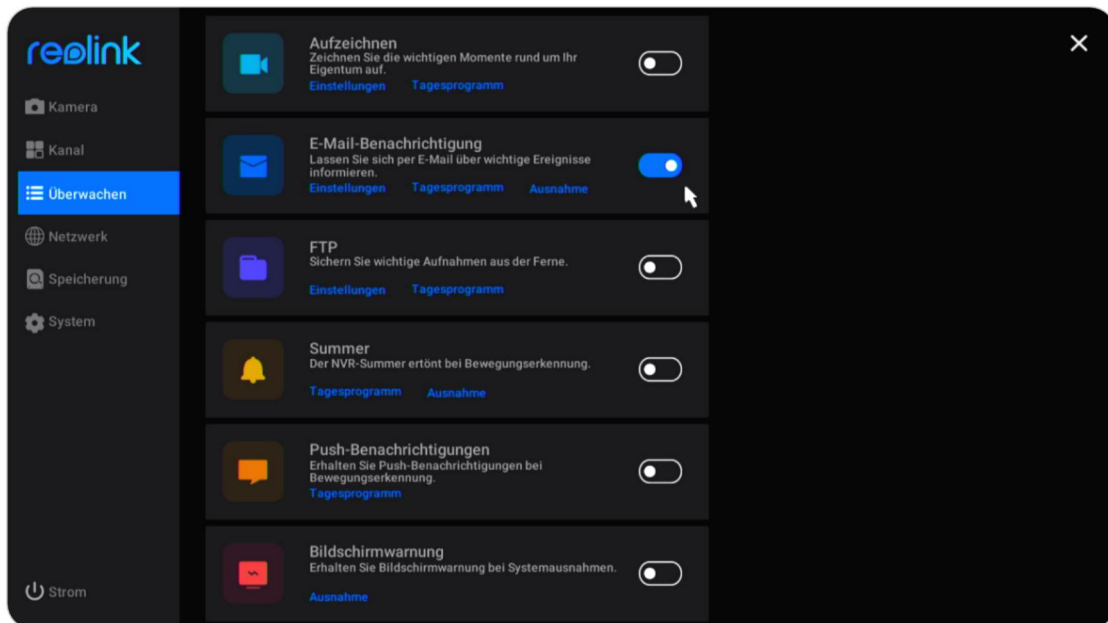 reolink
Kamera
Kanal
Überwachen
Netzwerk
Speicherung
System
Strom
Aufzeichnen
Zeichnen Sie die wichtigen Momente rund um Ihr
Eigentum auf.
Einstellungen Tagesprogramm
E-Mail-Benachrichtigung
Lassen Sie sich per E-Mail über wichtige Ereignisse
informieren.
Einstellungen Tagesprogramm Ausnahme
FTP
Sichern Sie wichtige Aufnahmen aus der Ferne.
Einstellungen Tagesprogramm
Summer
Der NVR-Summer ertönt bei Bewegungserkennung.
Tagesprogramm Ausnahme
Push-Benachrichtigungen
Erhalten Sie Push-Benachrichtigungen bei
Bewegungserkennung.
Tagesprogramm
Bildschirmwarnung
Erhalten Sie Bildschirmwarnung bei Systemausnahmen.
Ausnahme